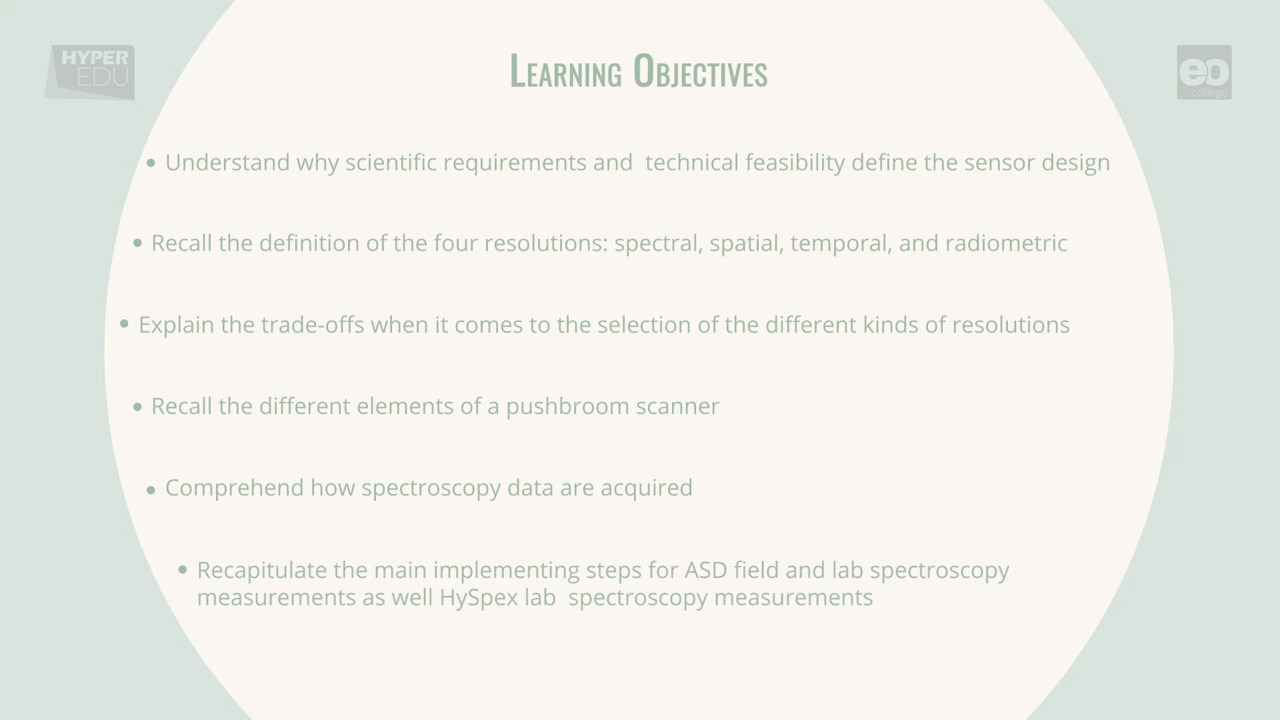 HYPER
EDU
eo
college
Learning Objectives
• Understand why scientific requirements and  technical feasibility define the sensor design
• Recall the definition of the four resolutions: spectral, spatial, temporal, and radiometric
• Explain the trade-offs when it comes to the selection of the different kinds of resolutions
• Recall the different elements of a pushbroom scanner
• Comprehend how spectroscopy data are acquired
• Recapitulate the main implementing steps for ASD field and lab spectroscopy
measurements as well HySpex lab  spectroscopy measurements